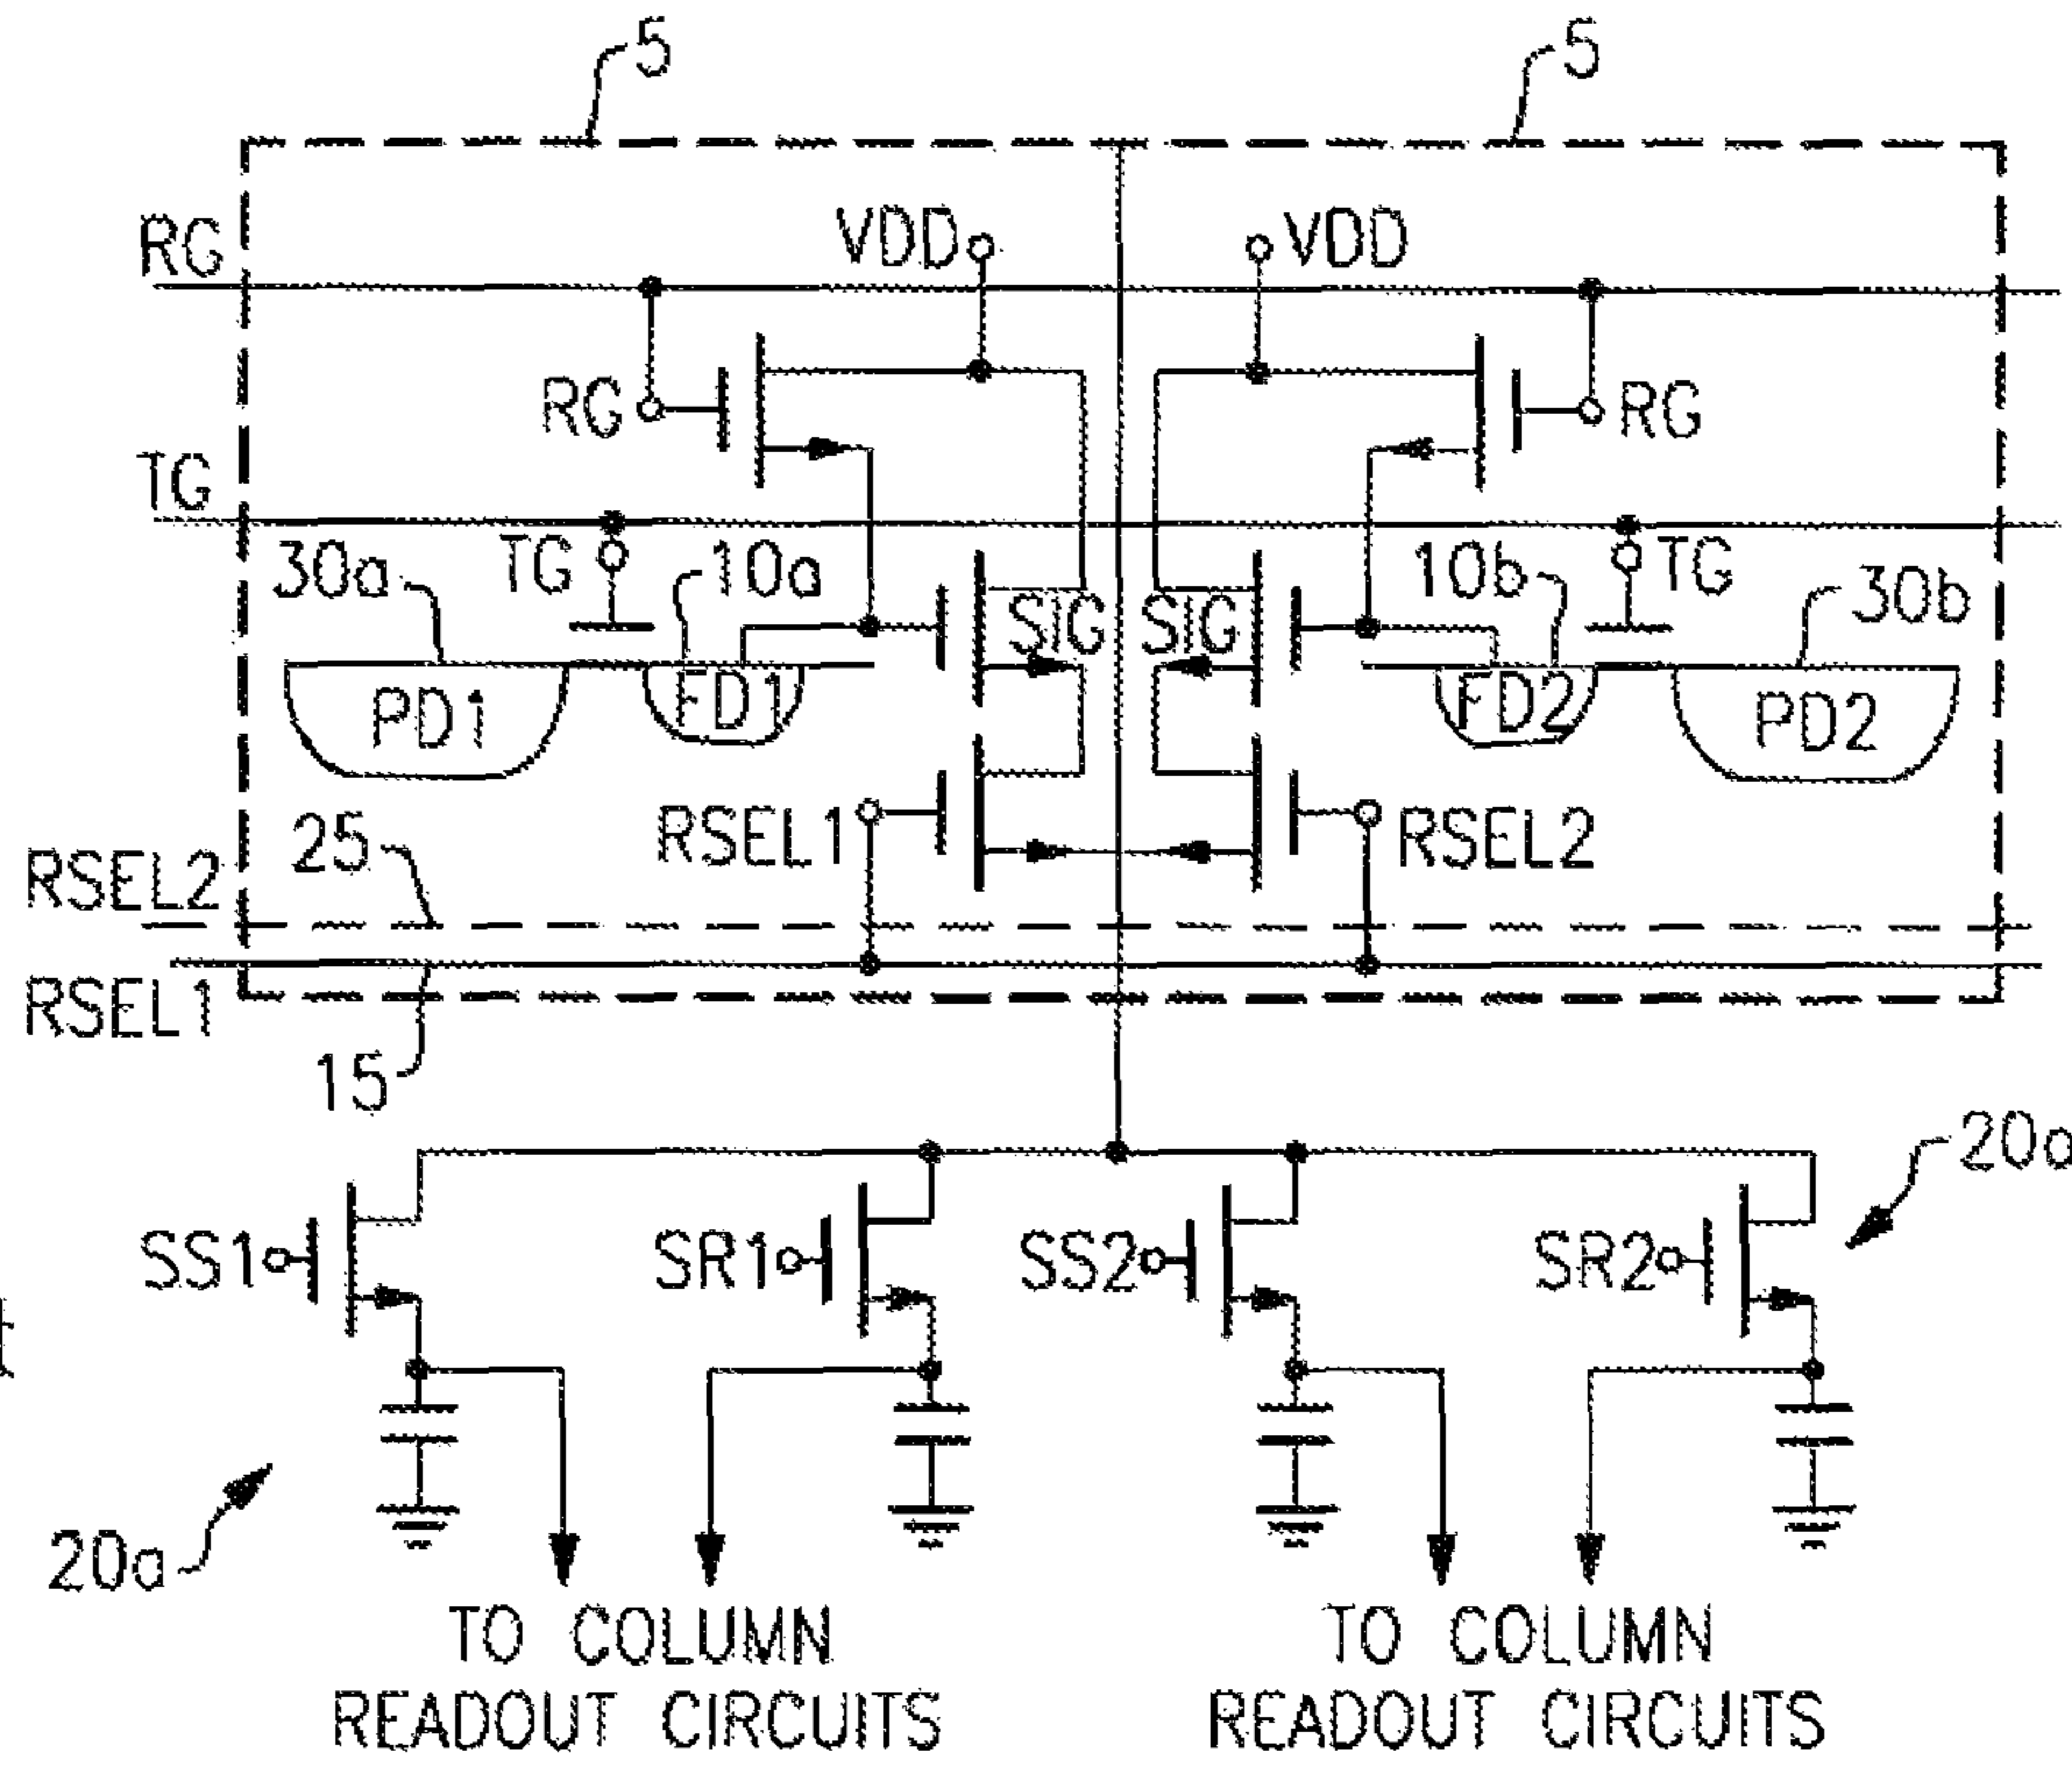 5 5
RG VDD VDD
RG RG
TG
30a TG 10a SIG SIG 10b TG 30b
PD1 FD1 FD2 PD2
RSEL2 25 RSEL1 RSEL2
RSEL1
15
20a
SS1 SR1 SS2 SR2
20a
TO COLUMN TO COLUMN
READOUT CIRCUITS READOUT CIRCUITS